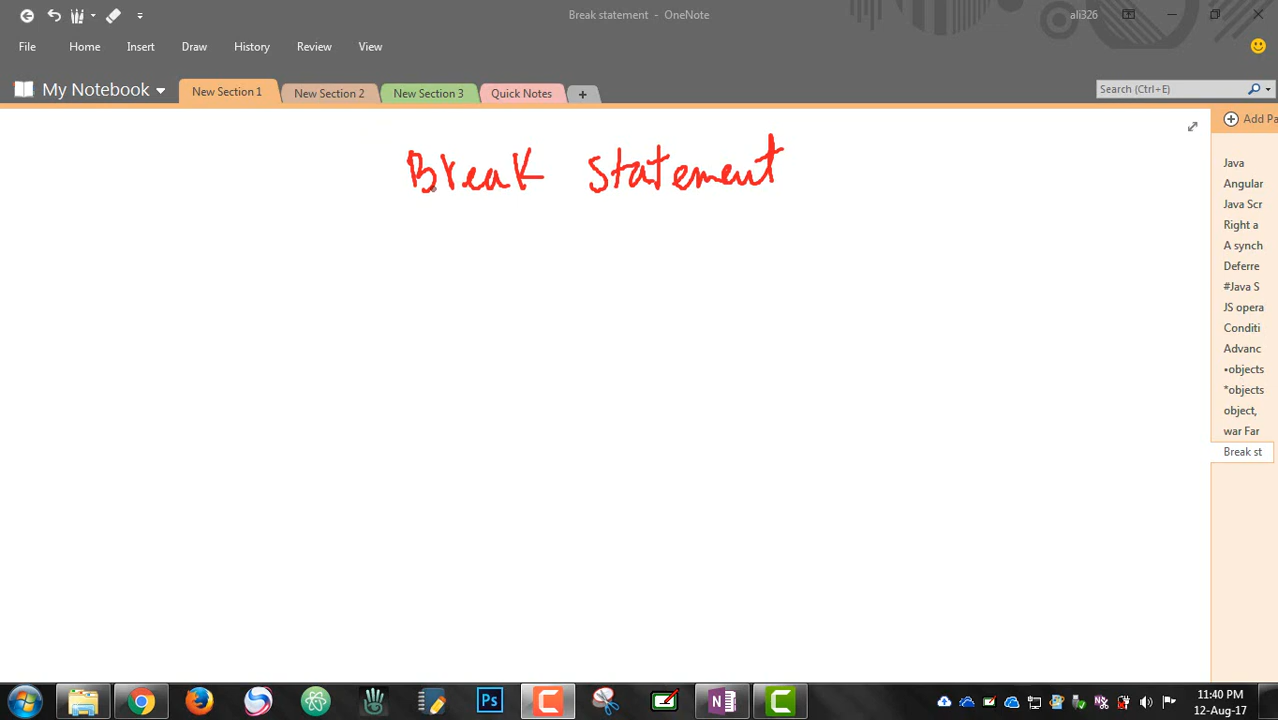 Break statement - OneNote
ali326
File Home Insert Draw History Review View
My Notebook New Section 1 New Section 2 New Section 3 Quick Notes +
Search (Ctrl+E)
Add Pa
Break statement
Java
Angular
Java Scr
Right a
A synch
Deferre
#Java S
JS opera
Conditi
Advanc
•objects
*objects
object,
war Far
Break st
Ps
N
C
11:40 PM
12-Aug-17